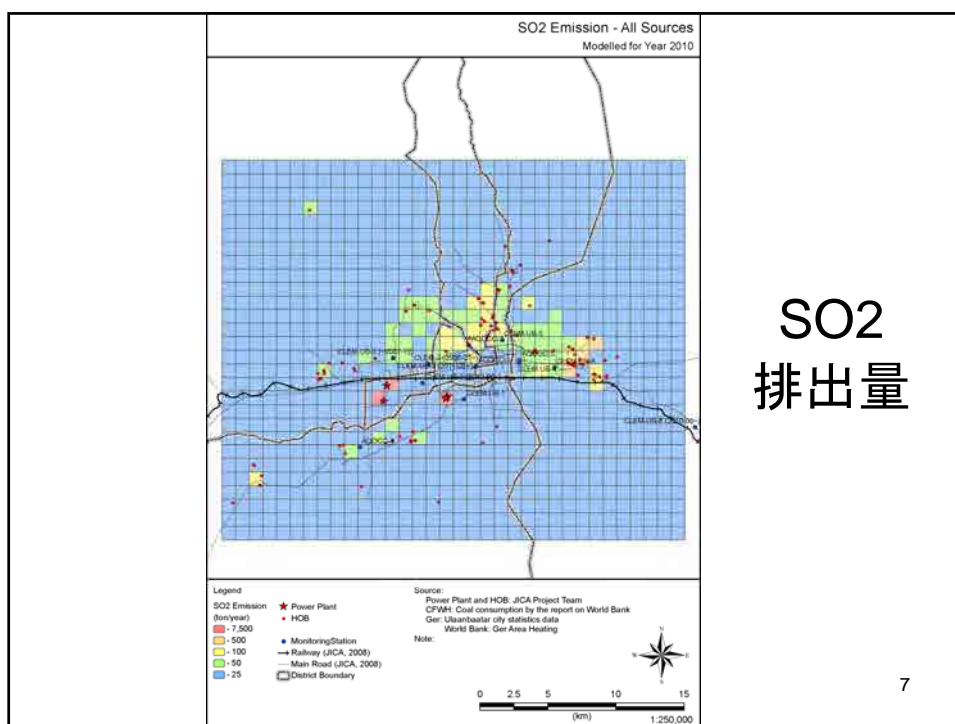 SO2 Emission - All Sources
Modelled for Year 2010
SO2
排出量
Legend
SO2 Emission
(ton/year)
- 7,500
- 500
- 100
- 50
- 25
Power Plant
HOB
MonitoringStation
Railway (JICA, 2008)
Main Road (JICA, 2008)
District Boundary
Source:
Power Plant and HOB: JICA Project Team
CFWH: Coal consumption by the report on World Bank
Ger: Ulaanbaatar city statistics data
World Bank: Ger Area Heating
Note:
N
W
E
S
0 2.5 5 10 15
(km)
1:250,000
7